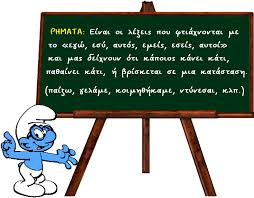 ΡΗΜΑΤΑ: Είναι οι λέξεις που φτιάχνονται με
το «εγώ, εσύ, αυτός, εμείς, εσείς, αυτοί»
και μας δείχνουν ότι κάποιος κάνει κάτι,
παθαίνει κάτι, ή βρίσκεται σε μια κατάσταση.
(παίζω, γελάμε, κοιμηθήκαμε, ντύνεσαι, κλπ.)